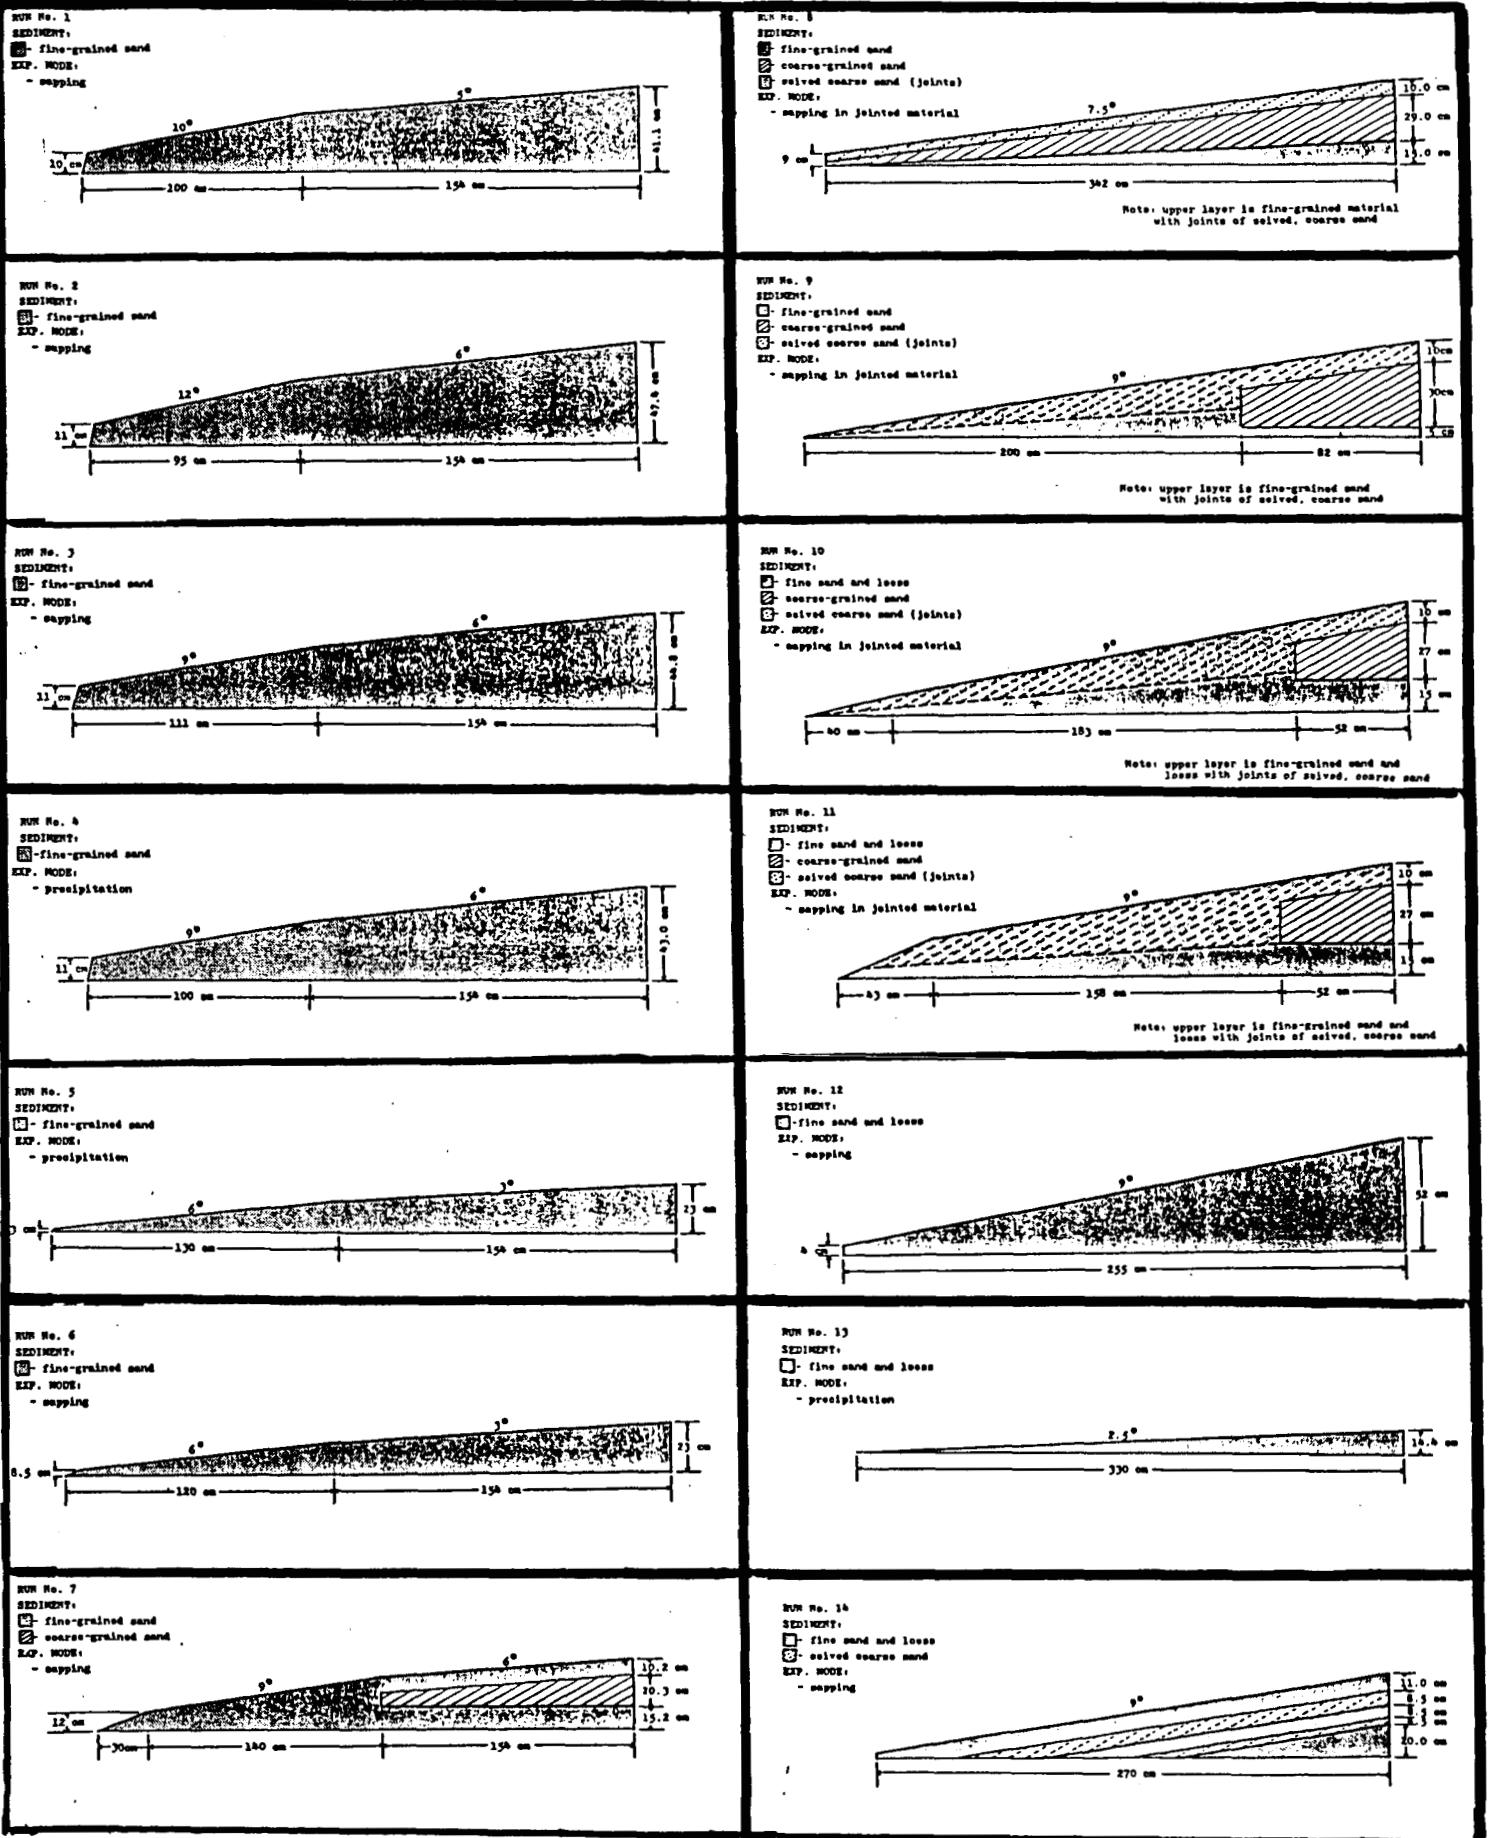 RUN No. 1
SEDIMENT:
- fine-grained sand
EXP. MODE:
- sapping
10°
5°
10 cm
41.1 cm
100 cm
154 cm
RUN No. 2
SEDIMENT:
- fine-grained sand
EXP. MODE:
- sapping
12°
6°
11 cm
47.4 cm
95 cm
154 cm
RUN No. 3
SEDIMENT:
- fine-grained sand
EXP. MODE:
- sapping
9°
6°
11 cm
44.8 cm
111 cm
154 cm
RUN No. 4
SEDIMENT:
-fine-grained sand
EXP. MODE:
- precipitation
9°
6°
11 cm
43.0 cm
100 cm
154 cm
RUN No. 5
SEDIMENT:
- fine-grained sand
EXP. MODE:
- precipitation
6°
3°
cm
23 cm
130 cm
154 cm
RUN No. 6
SEDIMENT:
- fine-grained sand
EXP. MODE:
- sapping
6°
3°
8.5 cm
23 cm
120 cm
154 cm
RUN No. 7
SEDIMENT:
- fine-grained sand
- coarse-grained sand
EXP. MODE:
- sapping
9°
6°
10.2 cm
20.3 cm
15.2 cm
12 cm
30cm
140 cm
154 cm
RUN No. 8
SEDIMENT:
- fine-grained sand
- coarse-grained sand
- seived coarse sand (joints)
EXP. MODE:
- sapping in jointed material
7.5°
10.0 cm
29.0 cm
15.0 cm
9 cm
342 cm
Note: upper layer is fine-grained material
with joints of seived, coarse sand
RUN No. 9
SEDIMENT:
- fine-grained sand
- coarse-grained sand
- seived coarse sand (joints)
EXP. MODE:
- sapping in jointed material
9°
10cm
30cm
5 cm
200 cm
82 cm
Note: upper layer is fine-grained sand
with joints of seived, coarse sand
RUN No. 10
SEDIMENT:
- fine sand and loess
- coarse-grained sand
- seived coarse sand (joints)
EXP. MODE:
- sapping in jointed material
9°
10 cm
27 cm
15 cm
40 cm
183 cm
52 cm
Note: upper layer is fine-grained sand and
loess with joints of seived, coarse sand
RUN No. 11
SEDIMENT:
- fine sand and loess
- coarse-grained sand
- seived coarse sand (joints)
EXP. MODE:
- sapping in jointed material
9°
10 cm
27 cm
15 cm
43 cm
158 cm
52 cm
Note: upper layer is fine-grained sand and
loess with joints of seived, coarse sand
RUN No. 12
SEDIMENT:
-fine sand and loess
EXP. MODE:
- sapping
9°
4 cm
52 cm
255 cm
RUN No. 13
SEDIMENT:
- fine sand and loess
EXP. MODE:
- precipitation
2.5°
14.4 cm
330 cm
RUN No. 14
SEDIMENT:
- fine sand and loess
- seived coarse sand
EXP. MODE:
- sapping
9°
11.0 cm
cm
cm
cm
20.0 cm
270 cm